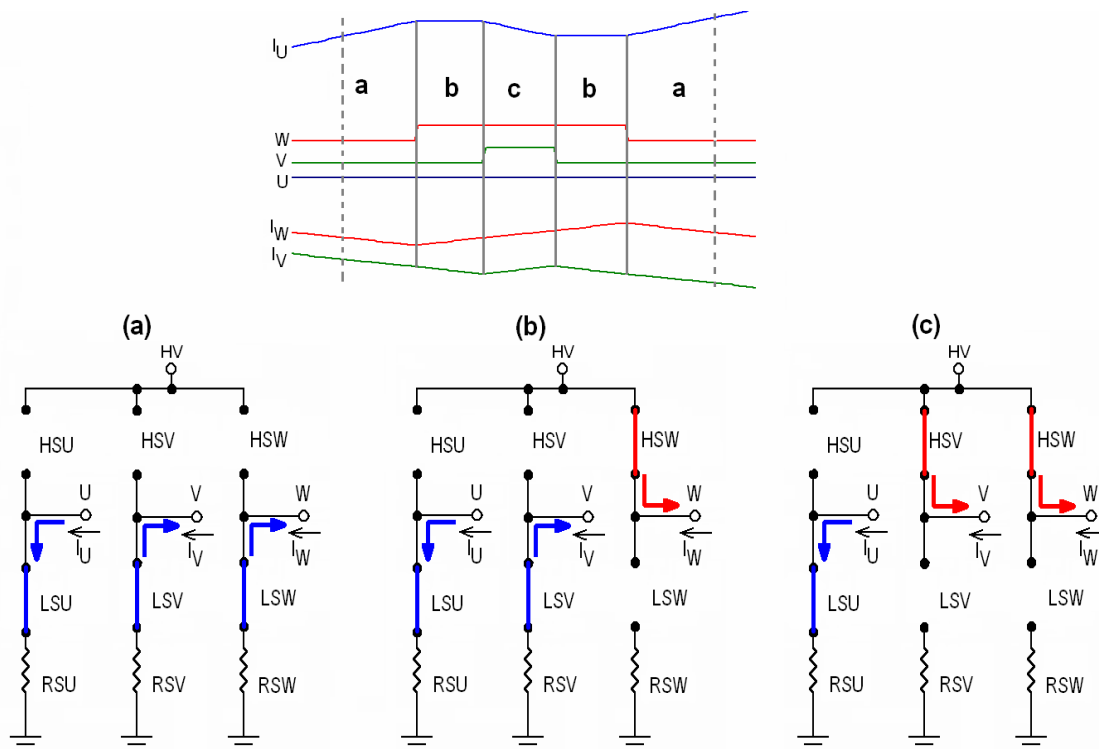 IU
a b c b a
W
V
U
IW
IV
(a) (b) (c)
HV HV HV
HSU HSV HSW HSU HSV HSW HSU HSV HSW
U V W U V W U V W
IU IV IW IU IV IW IU IV IW
LSU LSV LSW LSU LSV LSW LSU LSV LSW
RSU RSV RSW RSU RSV RSW RSU RSV RSW